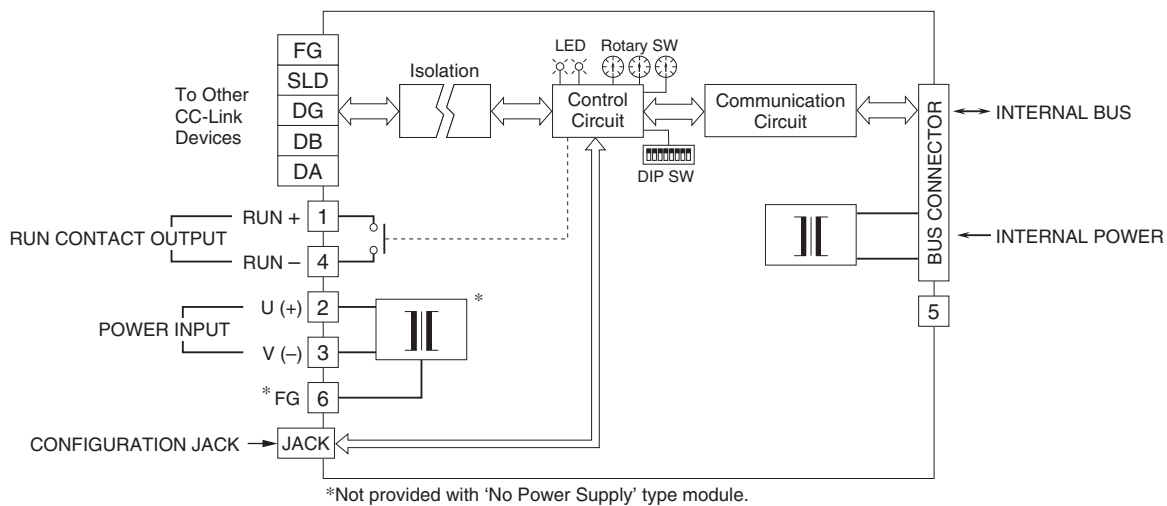 FG
SLD
DG
DB
DA
To Other
CC-Link
Devices
Isolation
LED
Rotary SW
Control
Circuit
DIP SW
Communication
Circuit
BUS CONNECTOR
INTERNAL BUS
INTERNAL POWER
5
RUN CONTACT OUTPUT
RUN +
1
RUN –
4
POWER INPUT
U (+)
2
V (–)
3
*
* FG
6
CONFIGURATION JACK
JACK
*Not provided with ‘No Power Supply’ type module.